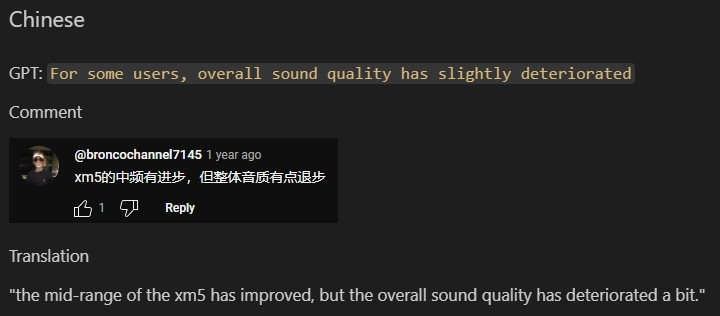 Chinese
GPT: For some users, overall sound quality has slightly deteriorated
Comment
@broncochannel7145 1 year ago
xm5的中频有进步，但整体音质有点退步
1 Reply
Translation
"the mid-range of the xm5 has improved, but the overall sound quality has deteriorated a bit."